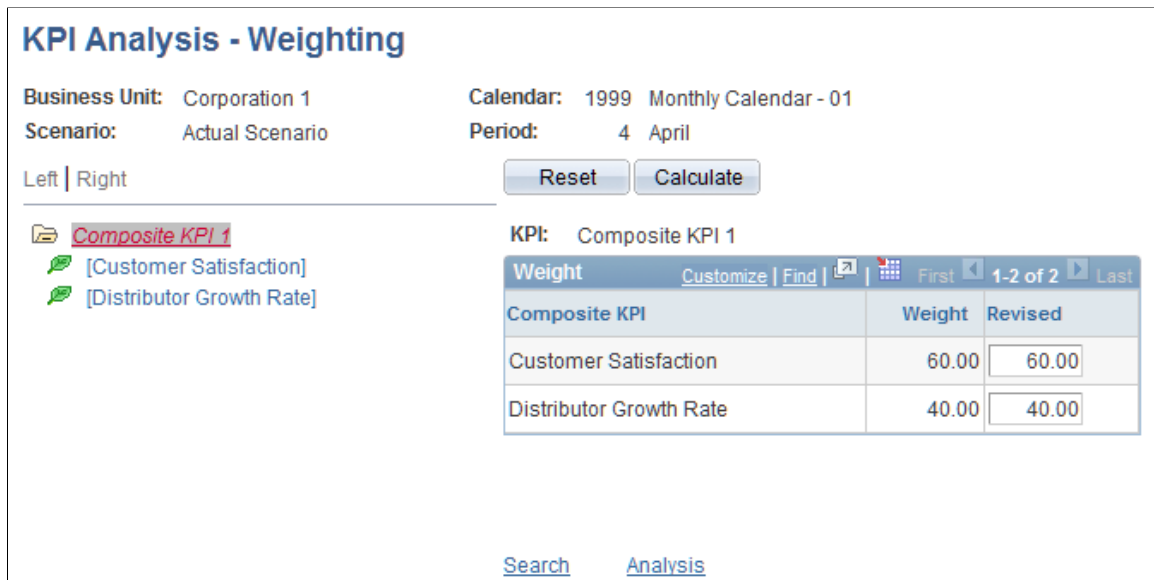 KPI Analysis - Weighting
Business Unit: Corporation 1 Calendar: 1999 Monthly Calendar - 01
Scenario: Actual Scenario Period: 4 April
Left | Right Reset Calculate
Composite KPI 1
[Customer Satisfaction]
[Distributor Growth Rate]
KPI: Composite KPI 1
Weight Customize | Find | | First 1-2 of 2 Last
Composite KPI Weight Revised
Customer Satisfaction 60.00 60.00
Distributor Growth Rate 40.00 40.00
Search Analysis